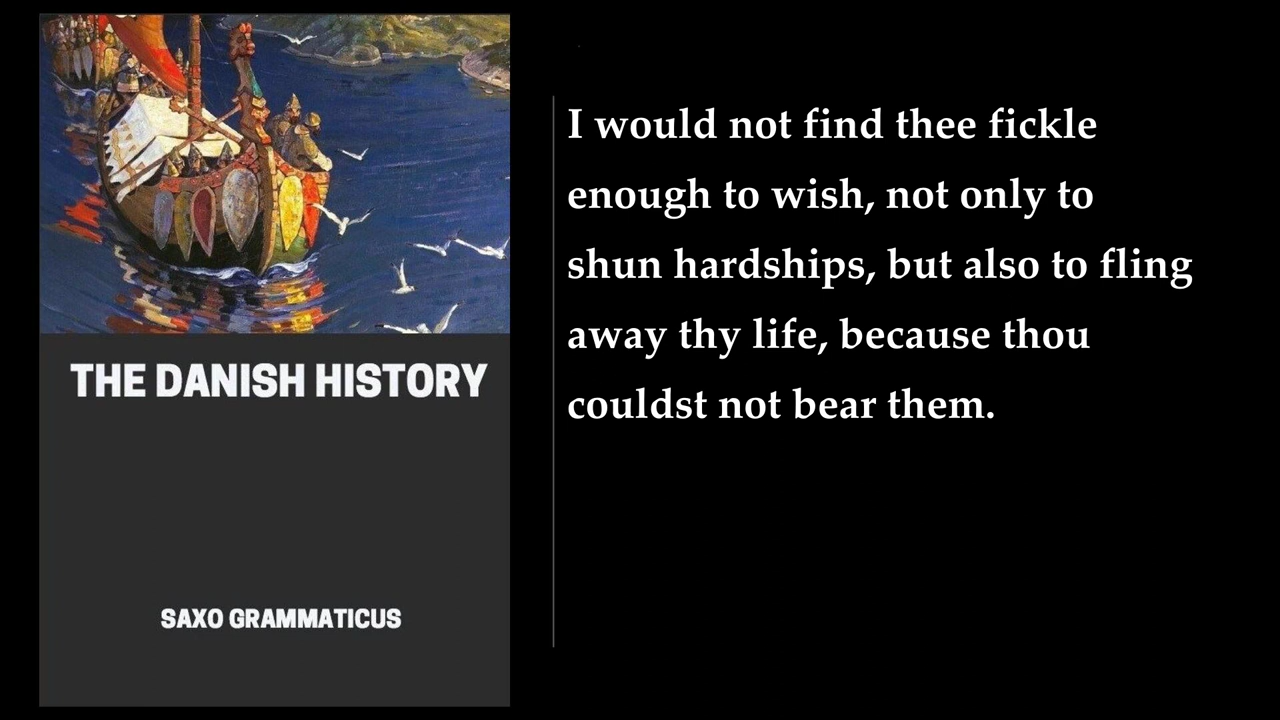 THE DANISH HISTORY
SAXO GRAMMATICUS
I would not find thee fickle
enough to wish, not only to
shun hardships, but also to fling
away thy life, because thou
couldst not bear them.